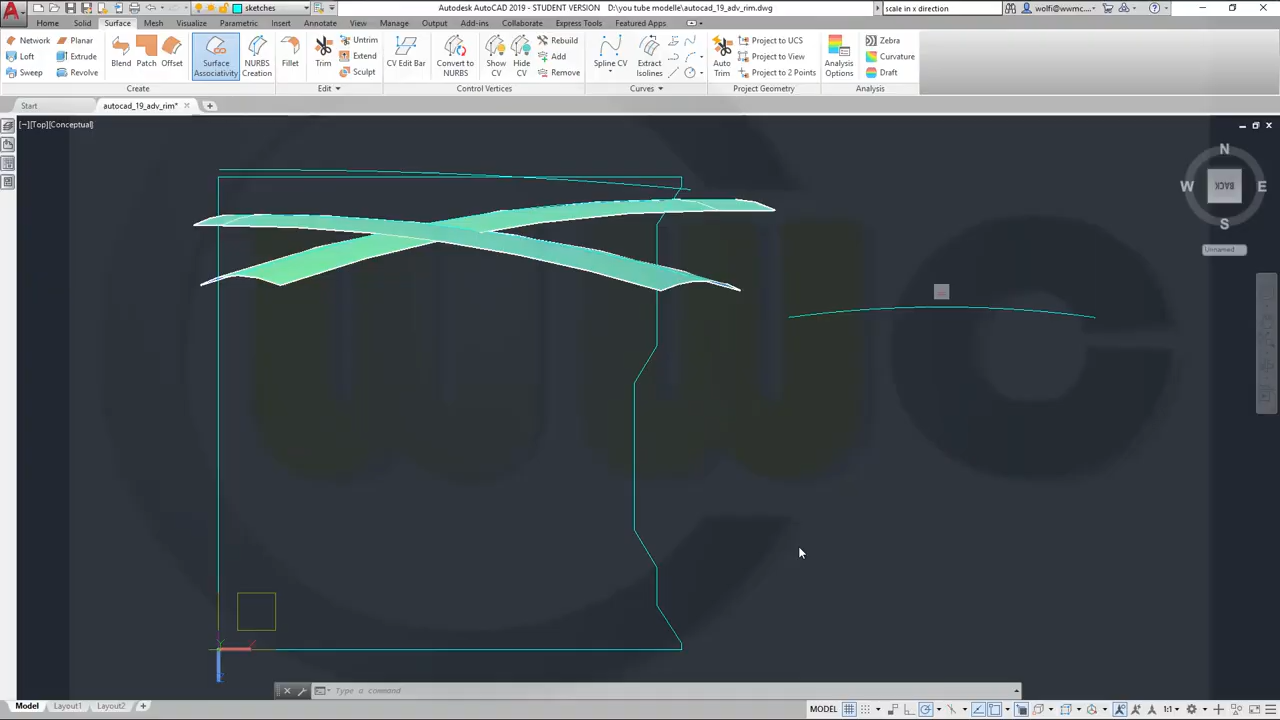 Autodesk AutoCAD 2019 - STUDENT VERSION D:\you tube modelle\autocad_19_adv_rim.dwg
sketches
scale in x direction
wolfi@wwmc....
Home Solid Surface Mesh Visualize Parametric Insert Annotate View Manage Output Add-ins Collaborate Express Tools Featured Apps
Network Planar
Loft Extrude
Sweep Revolve
Blend Patch Offset
Surface
Associativity
NURBS
Creation
Fillet
Trim
Untrim
Extend
Sculpt
CV Edit Bar
Convert to
NURBS
Show
CV
Hide
CV
Rebuild
Add
Remove
Spline CV
Extract
Isolines
Auto
Trim
Project to UCS
Project to View
Project to 2 Points
Analysis
Options
Zebra
Curvature
Draft
Create Edit Control Vertices Curves Project Geometry Analysis
Start autocad_19_adv_rim*
[−][Top][Conceptual]
N
W BACK E
S
Unnamed
Type a command
Model Layout1 Layout2
MODEL 1:1